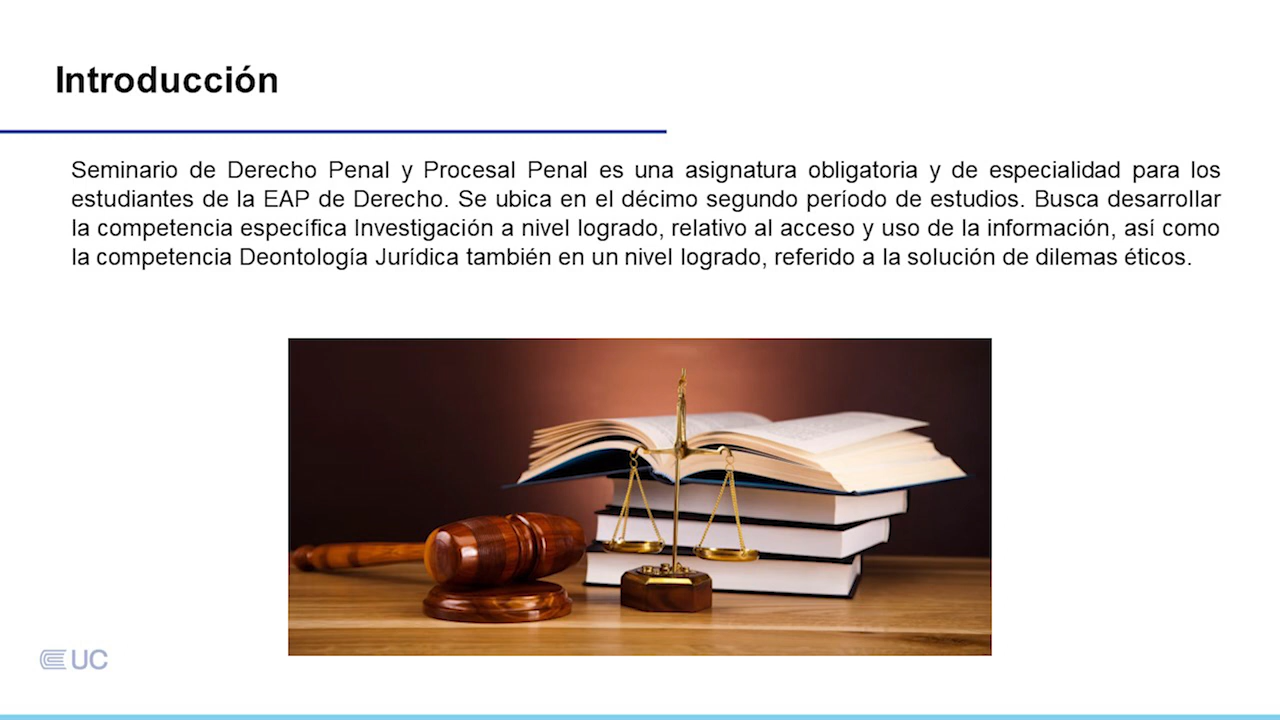 Introducción
Seminario de Derecho Penal y Procesal Penal es una asignatura obligatoria y de especialidad para los
estudiantes de la EAP de Derecho. Se ubica en el décimo segundo período de estudios. Busca desarrollar
la competencia específica Investigación a nivel logrado, relativo al acceso y uso de la información, así como
la competencia Deontología Jurídica también en un nivel logrado, referido a la solución de dilemas éticos.
UC